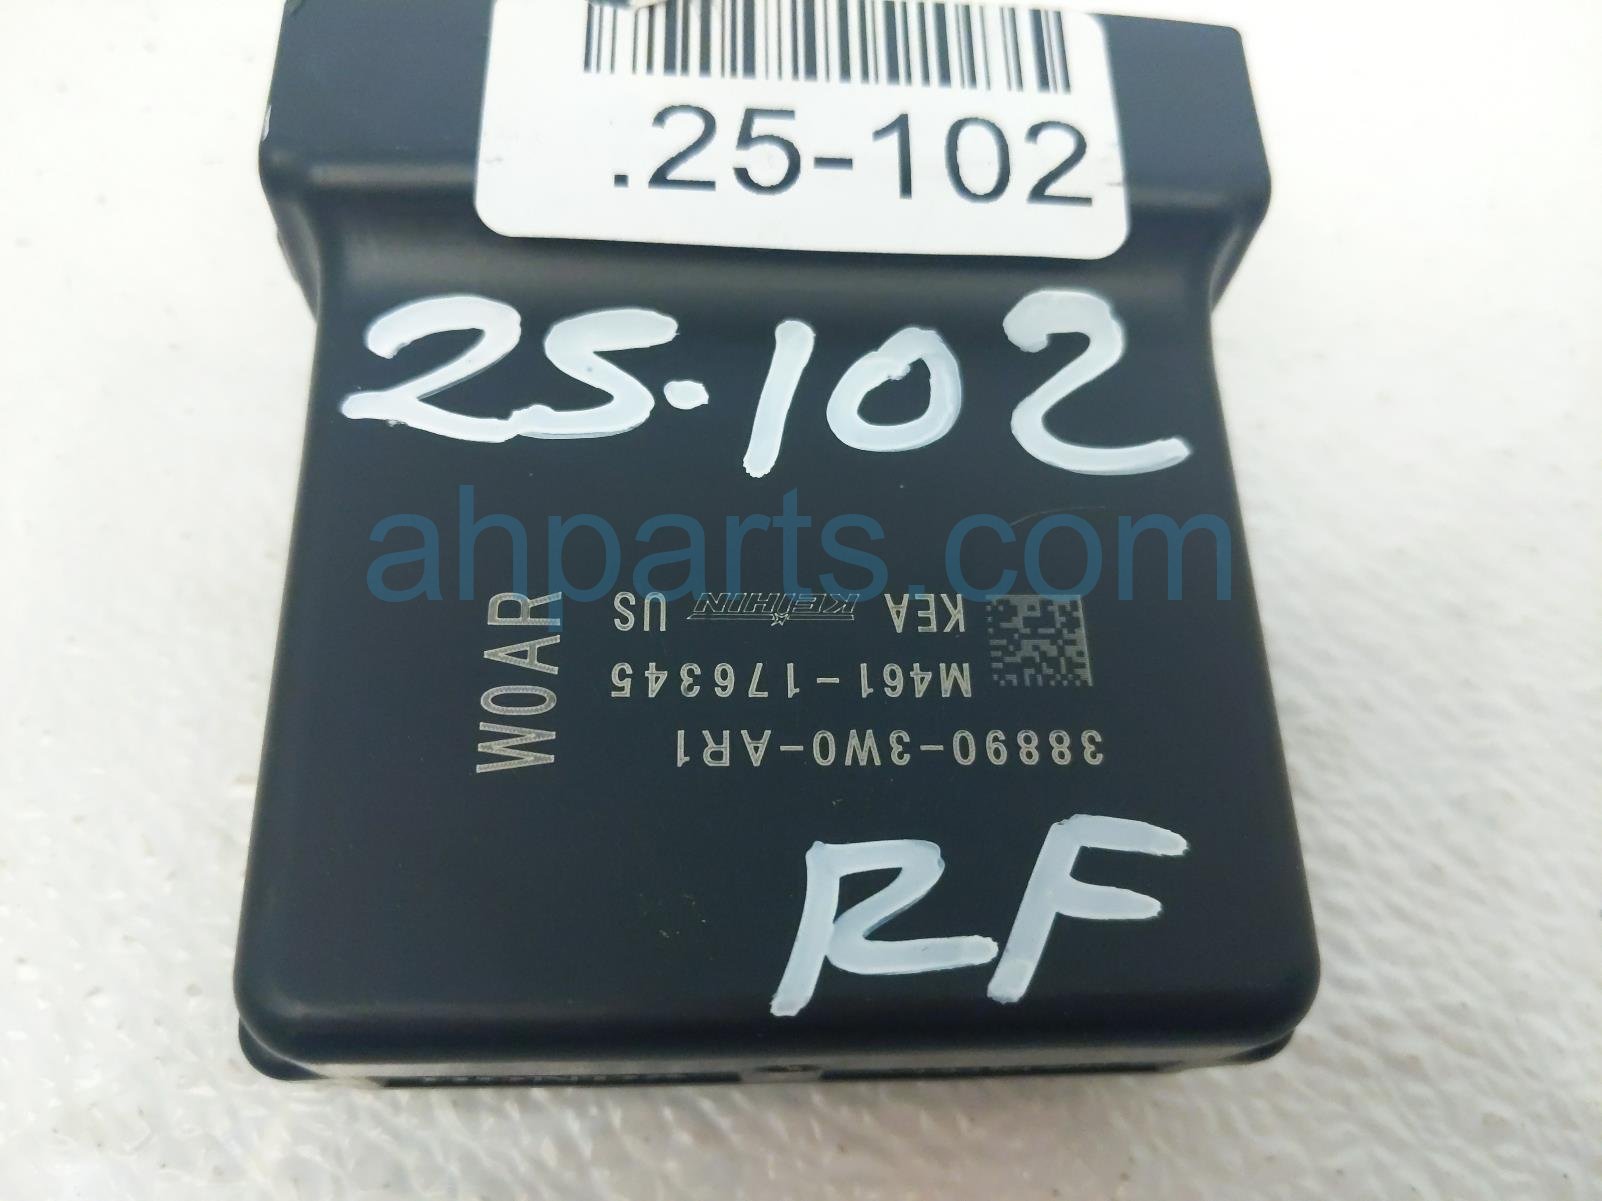 .25-102
25.102
ahparts.com
38890-3W0-AR1
M461-176345
KEA KEIHIN US
W0AR
RF